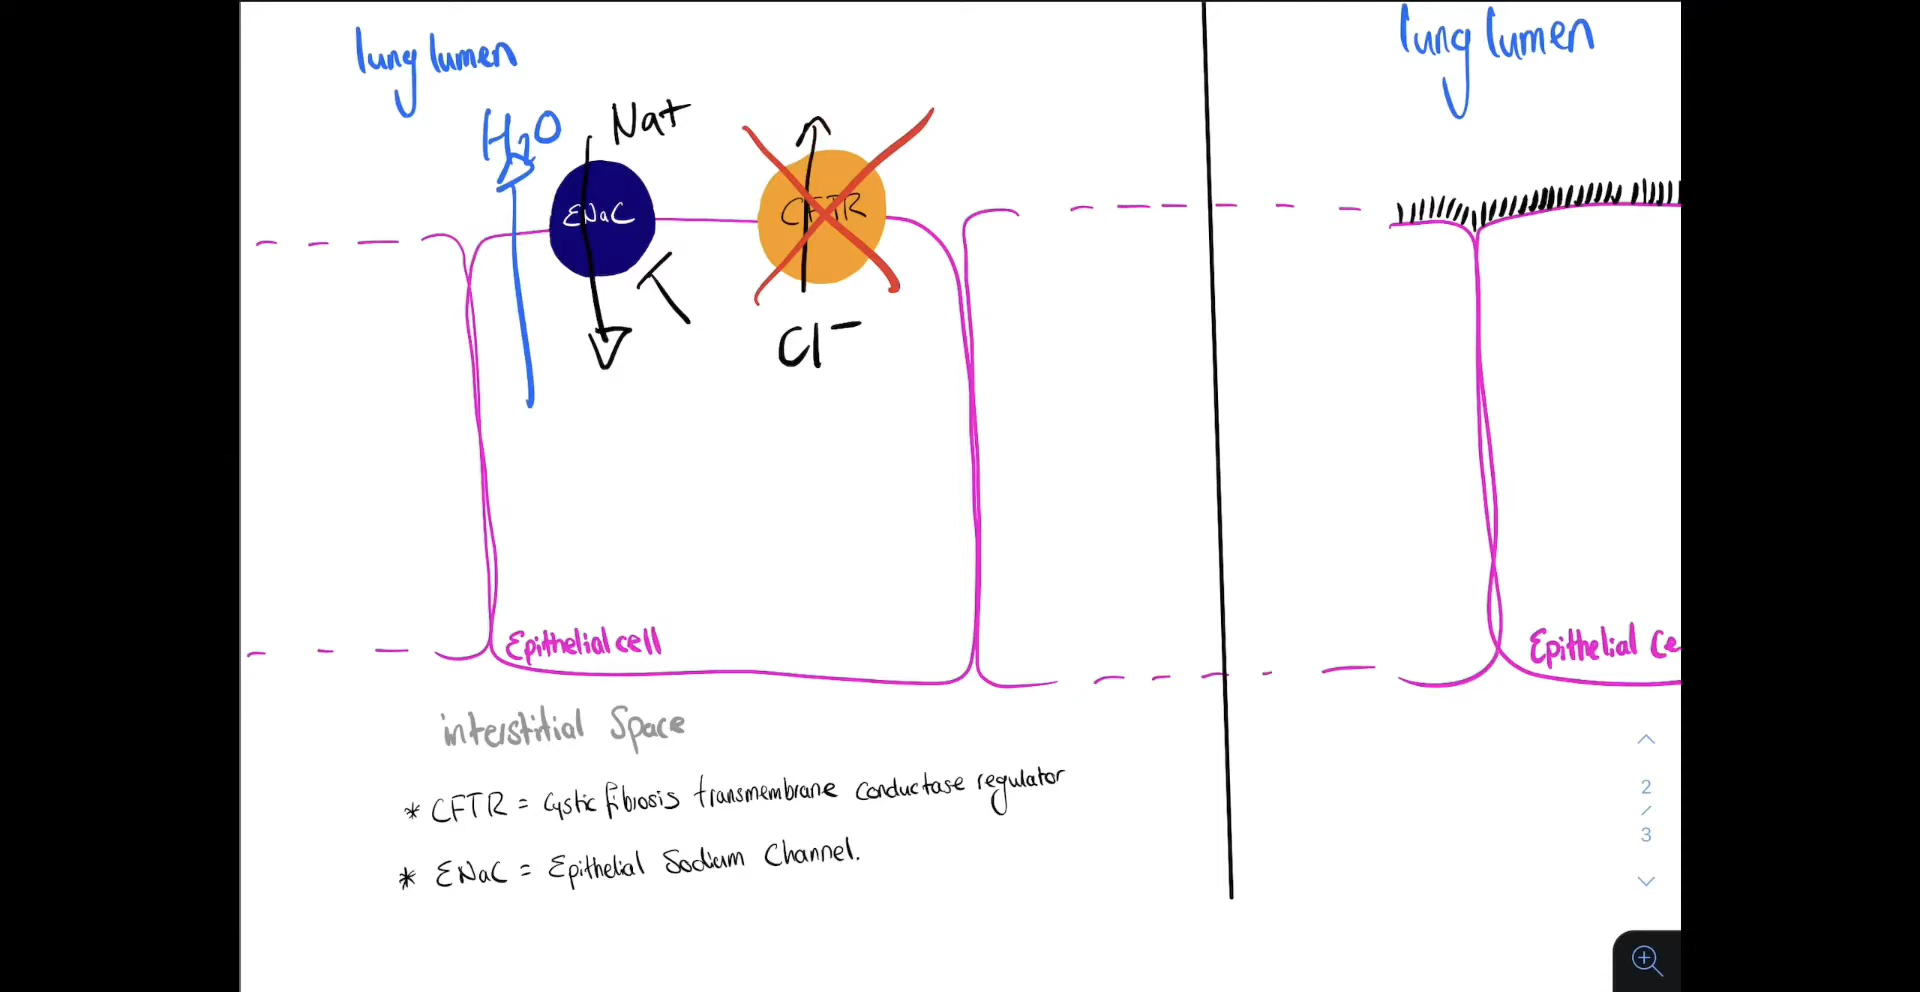 lung lumen
lung lumen
H2O
Na+
ENaC
CFTR
Cl-
Epithelial cell
Epithelial Ce
interstitial Space
* CFTR = Cystic fibrosis transmembrane conductase regulator
* ENaC = Epithelial Sodium Channel.
2
/
3